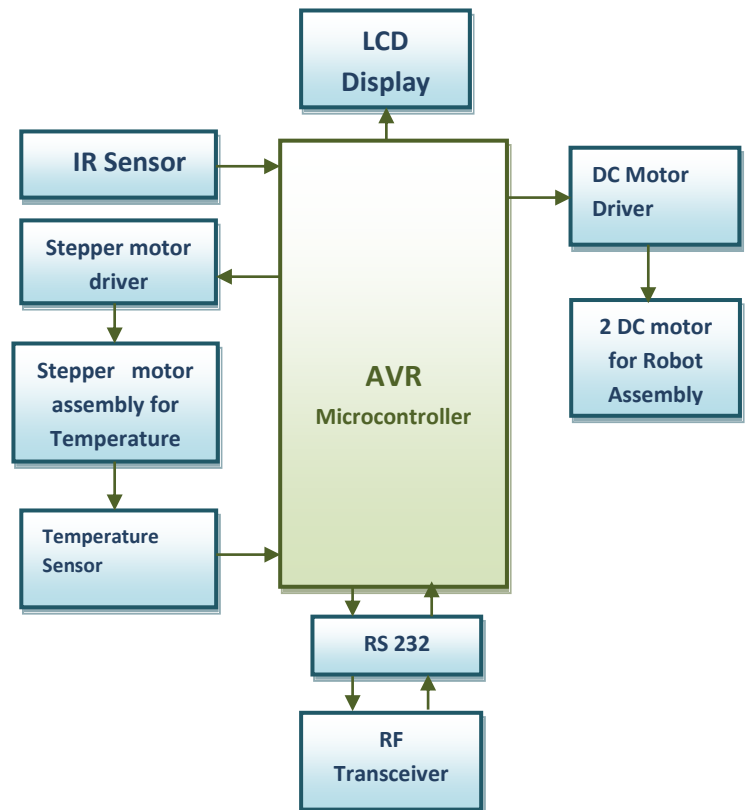 LCD
Display
IR Sensor
DC Motor
Driver
Stepper motor
driver
2 DC motor
for Robot
Assembly
Stepper motor
assembly for
Temperature
AVR
Microcontroller
Temperature
Sensor
RS 232
RF
Transceiver